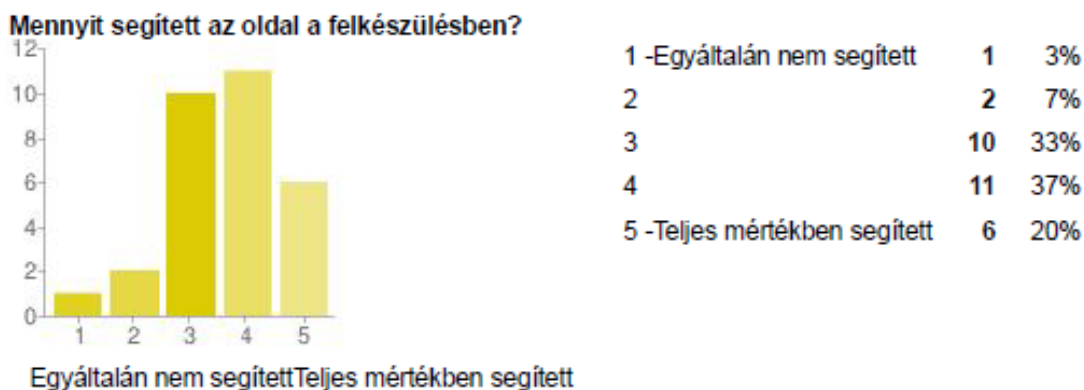 Mennyit segített az oldal a felkészülésben?
12
10
8
6
4
2
0
1 2 3 4 5
Egyáltalán nem segítettTeljes mértékben segített
1 -Egyáltalán nem segített 1 3%
2 2 7%
3 10 33%
4 11 37%
5 -Teljes mértékben segített 6 20%